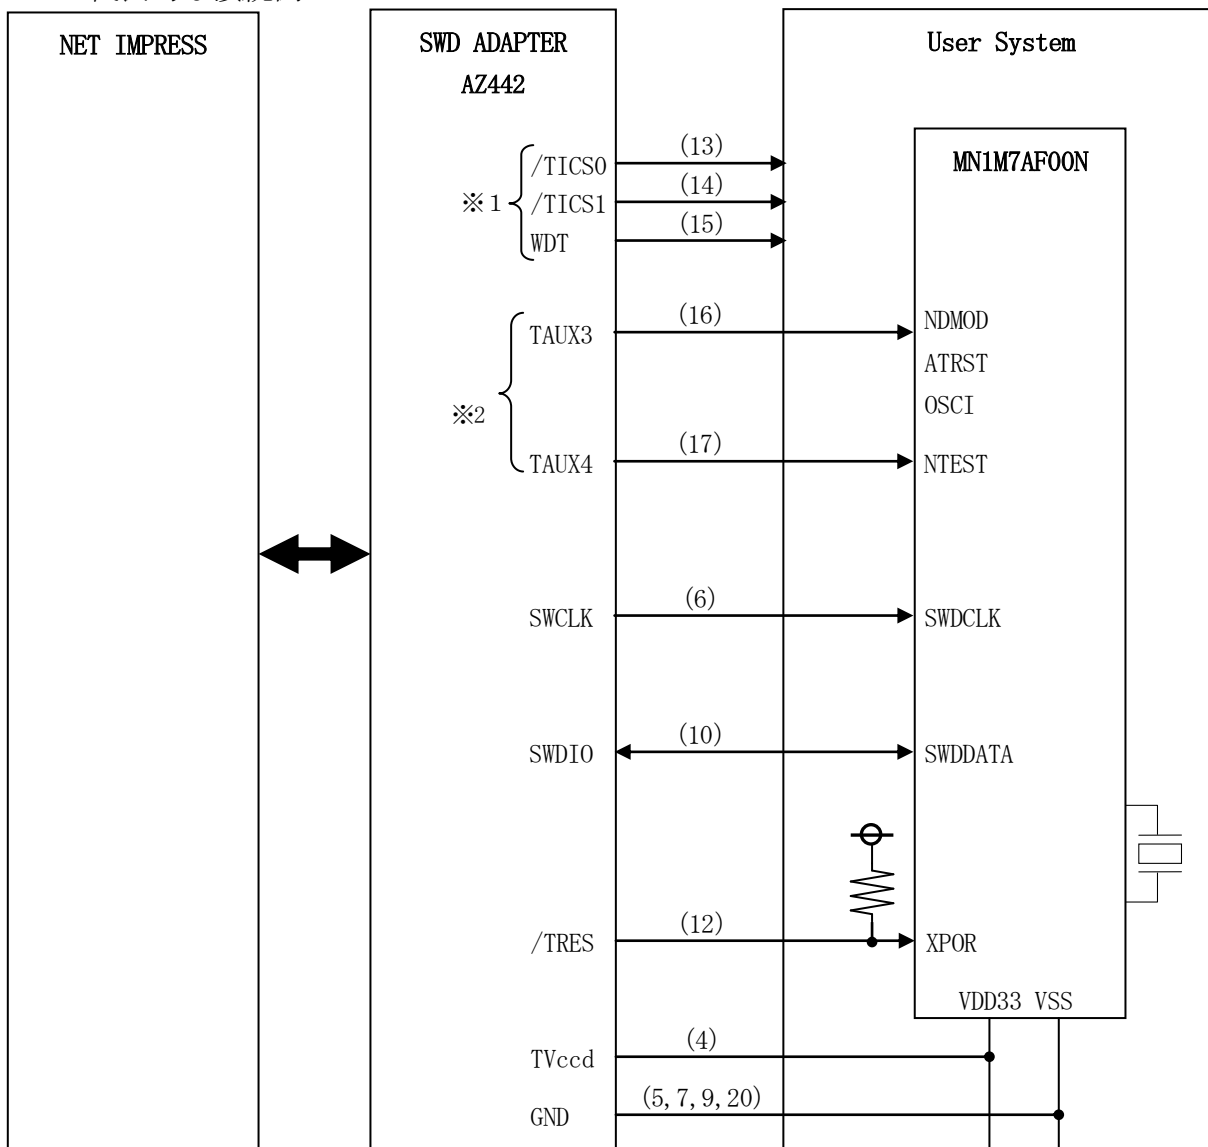 NET IMPRESS
SWD ADAPTER
AZ442
User System
MN1M7AF00N
※1
/TICS0
(13)
/TICS1
(14)
WDT
(15)
※2
TAUX3
(16)
NDMOD
ATRST
OSCI
TAUX4
(17)
NTEST
SWCLK
(6)
SWDCLK
SWDIO
(10)
SWDDATA
/TRES
(12)
XPOR
VDD33 VSS
TVccd
(4)
GND
(5,7,9,20)